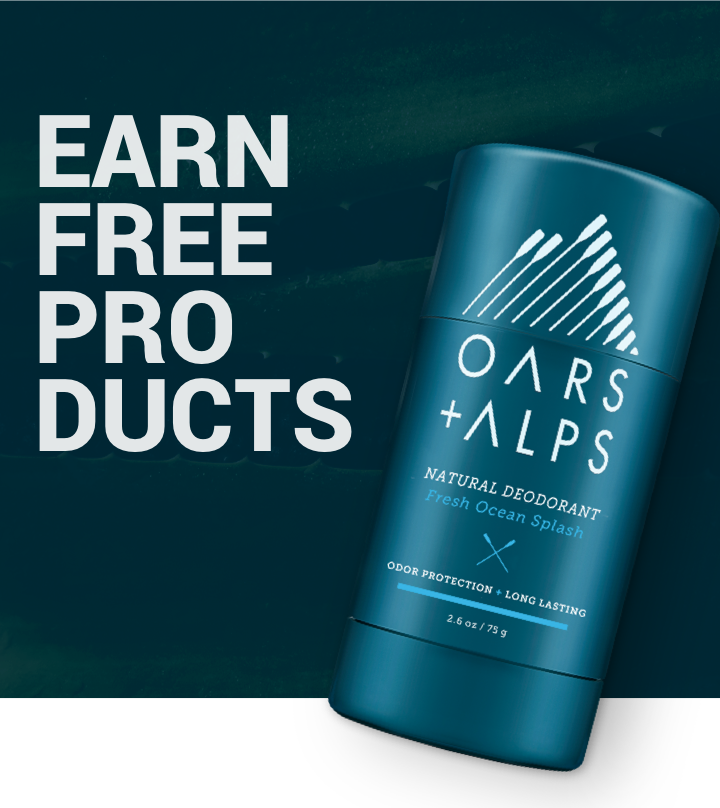 EARN
FREE
PRO
DUCTS
OARS
+ALPS
NATURAL DEODORANT
Fresh Ocean Splash
ODOR PROTECTION + LONG LASTING
2.6 oz / 75 g